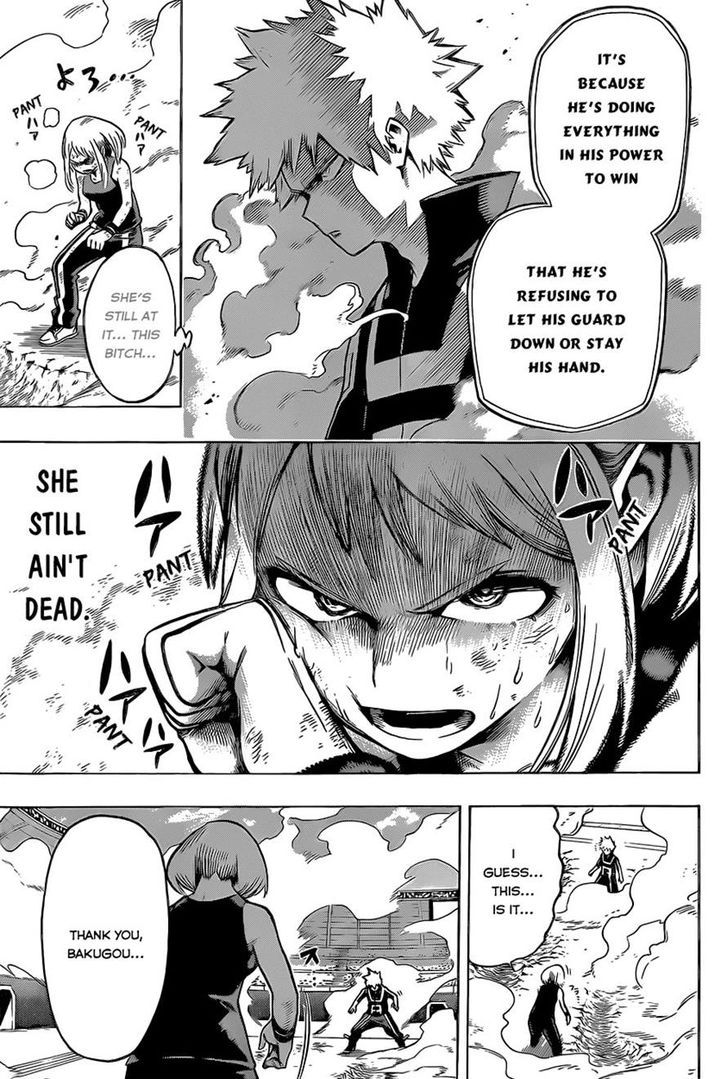 IT'S
BECAUSE
HE'S DOING
EVERYTHING
IN HIS POWER
TO WIN
THAT HE'S
REFUSING TO
LET HIS GUARD
DOWN OR STAY
HIS HAND.
よろ…
PANT
ハァ
PANT
ハァ
SHE'S
STILL AT
IT... THIS
BITCH...
ハァ
PANT
ハァ
PANT
SHE
STILL
AIN'T
DEAD.
ハァ
PANT
I
GUESS...
THIS...
IS IT...
THANK YOU,
BAKUGOU...